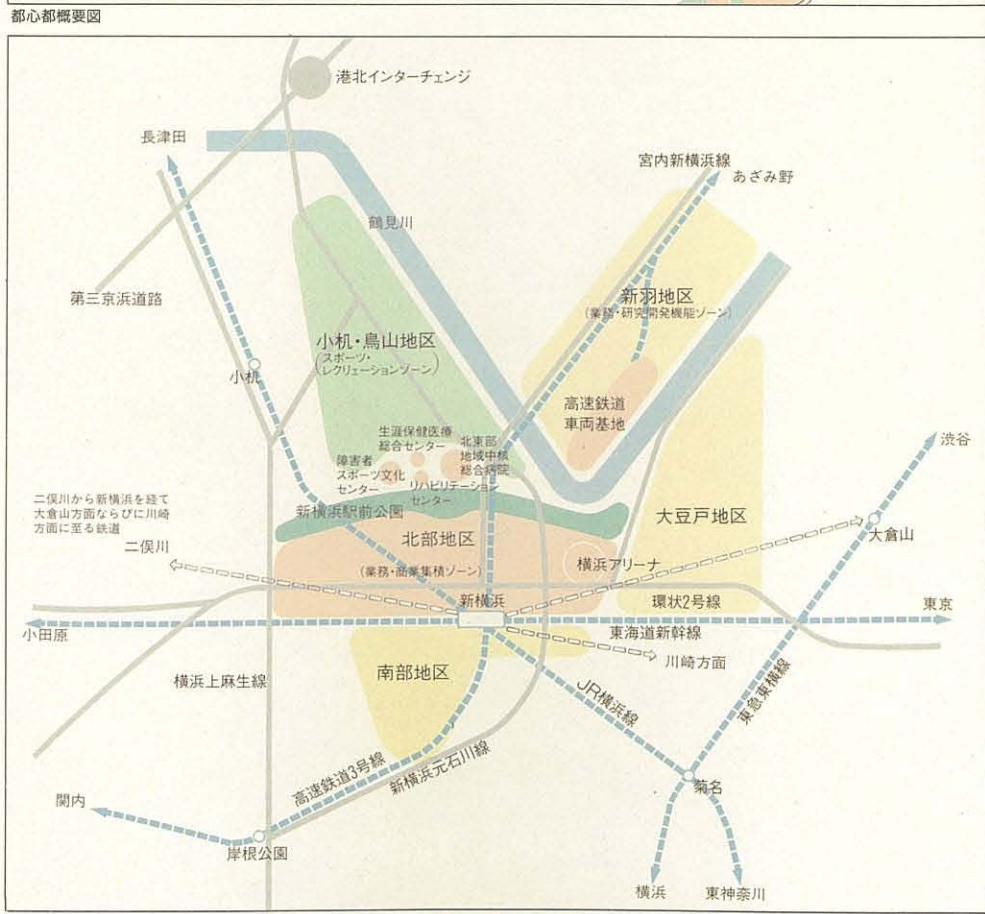 都心都概要図
港北インターチェンジ
長津田
宮内新横浜線
あざみ野
鶴見川
第三京浜道路
新羽地区
(業務・研究開発機能ゾーン)
小机・鳥山地区
(スポーツ・
レクリェーションゾーン)
小机
高速鉄道
車両基地
生涯保健医療
総合センター
北東部
地域中核
総合病院
障害者
スポーツ文化
センター
リハビリテーション
センター
渋谷
二俣川から新横浜を経て
大倉山方面ならびに川崎
方面に至る鉄道
新横浜駅前公園
大豆戸地区
大倉山
二俣川
北部地区
(業務・商業集積ゾーン)
横浜アリーナ
新横浜
環状2号線
東京
小田原
東海道新幹線
川崎方面
南部地区
横浜上麻生線
JR横浜線
東急東横線
高速鉄道3号線
新横浜元石川線
菊名
関内
岸根公園
横浜
東神奈川